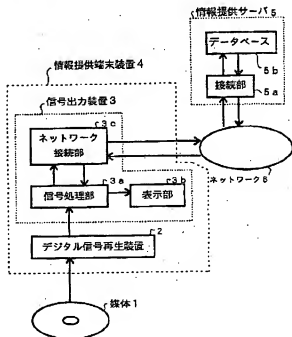 情報提供サーバ5
データベース
5b
接続部
5a
情報提供端末装置4
信号出力装置3
3c
ネットワーク
接続部
3a
3b
信号処理部
表示部
ネットワーク6
2
デジタル信号再生装置
媒体1